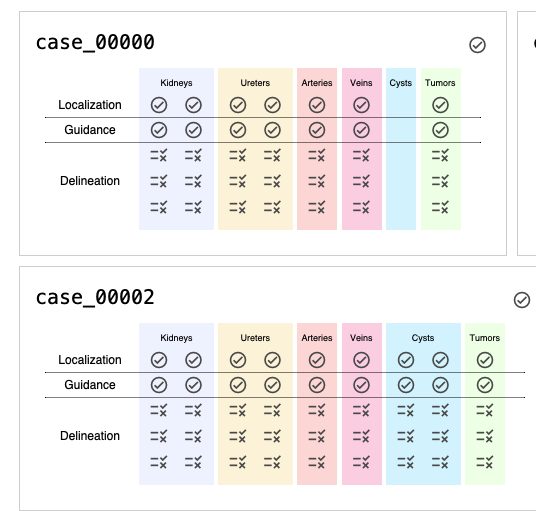 case_00000
Kidneys Ureters Arteries Veins Cysts Tumors
Localization
Guidance
Delineation
case_00002
Kidneys Ureters Arteries Veins Cysts Tumors
Localization
Guidance
Delineation